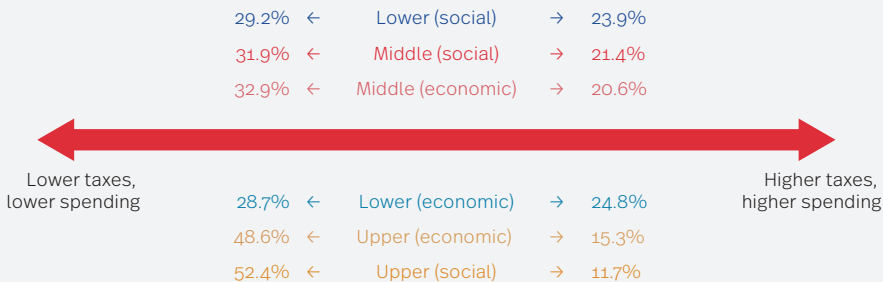 29.2% ← Lower (social) → 23.9%
31.9% ← Middle (social) → 21.4%
32.9% ← Middle (economic) → 20.6%
Lower taxes,
lower spending
Higher taxes,
higher spending
28.7% ← Lower (economic) → 24.8%
48.6% ← Upper (economic) → 15.3%
52.4% ← Upper (social) → 11.7%